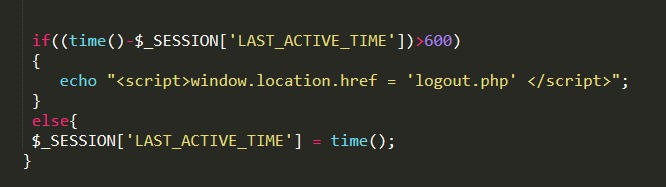 if((time()-$_SESSION['LAST_ACTIVE_TIME'])>600)
{
echo "<script>window.location.href = 'logout.php' </script>";
}
else{
$_SESSION['LAST_ACTIVE_TIME'] = time();
}